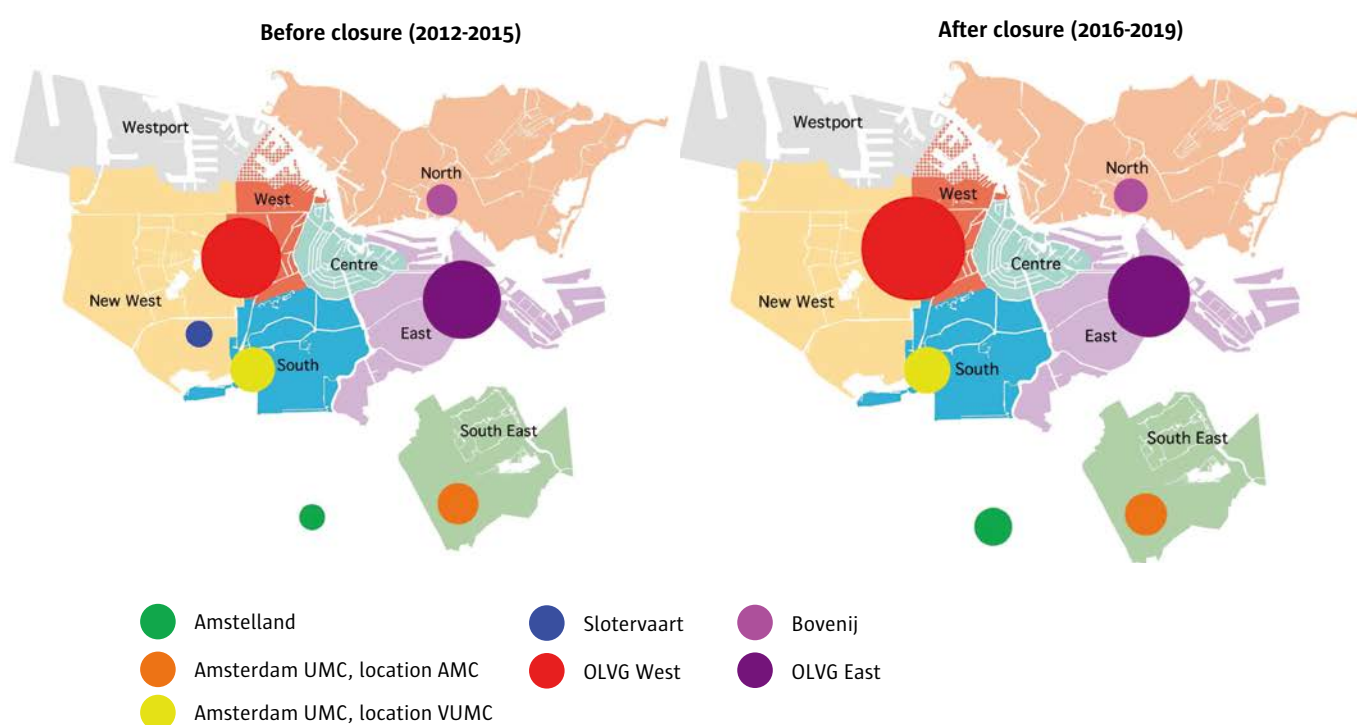 Before closure (2012-2015)
After closure (2016-2019)
Westport
North
West
Centre
New West
East
South
South East
Westport
North
West
Centre
New West
East
South
South East
Amstelland
Slotervaart
Bovenij
Amsterdam UMC, location AMC
OLVG West
OLVG East
Amsterdam UMC, location VUMC